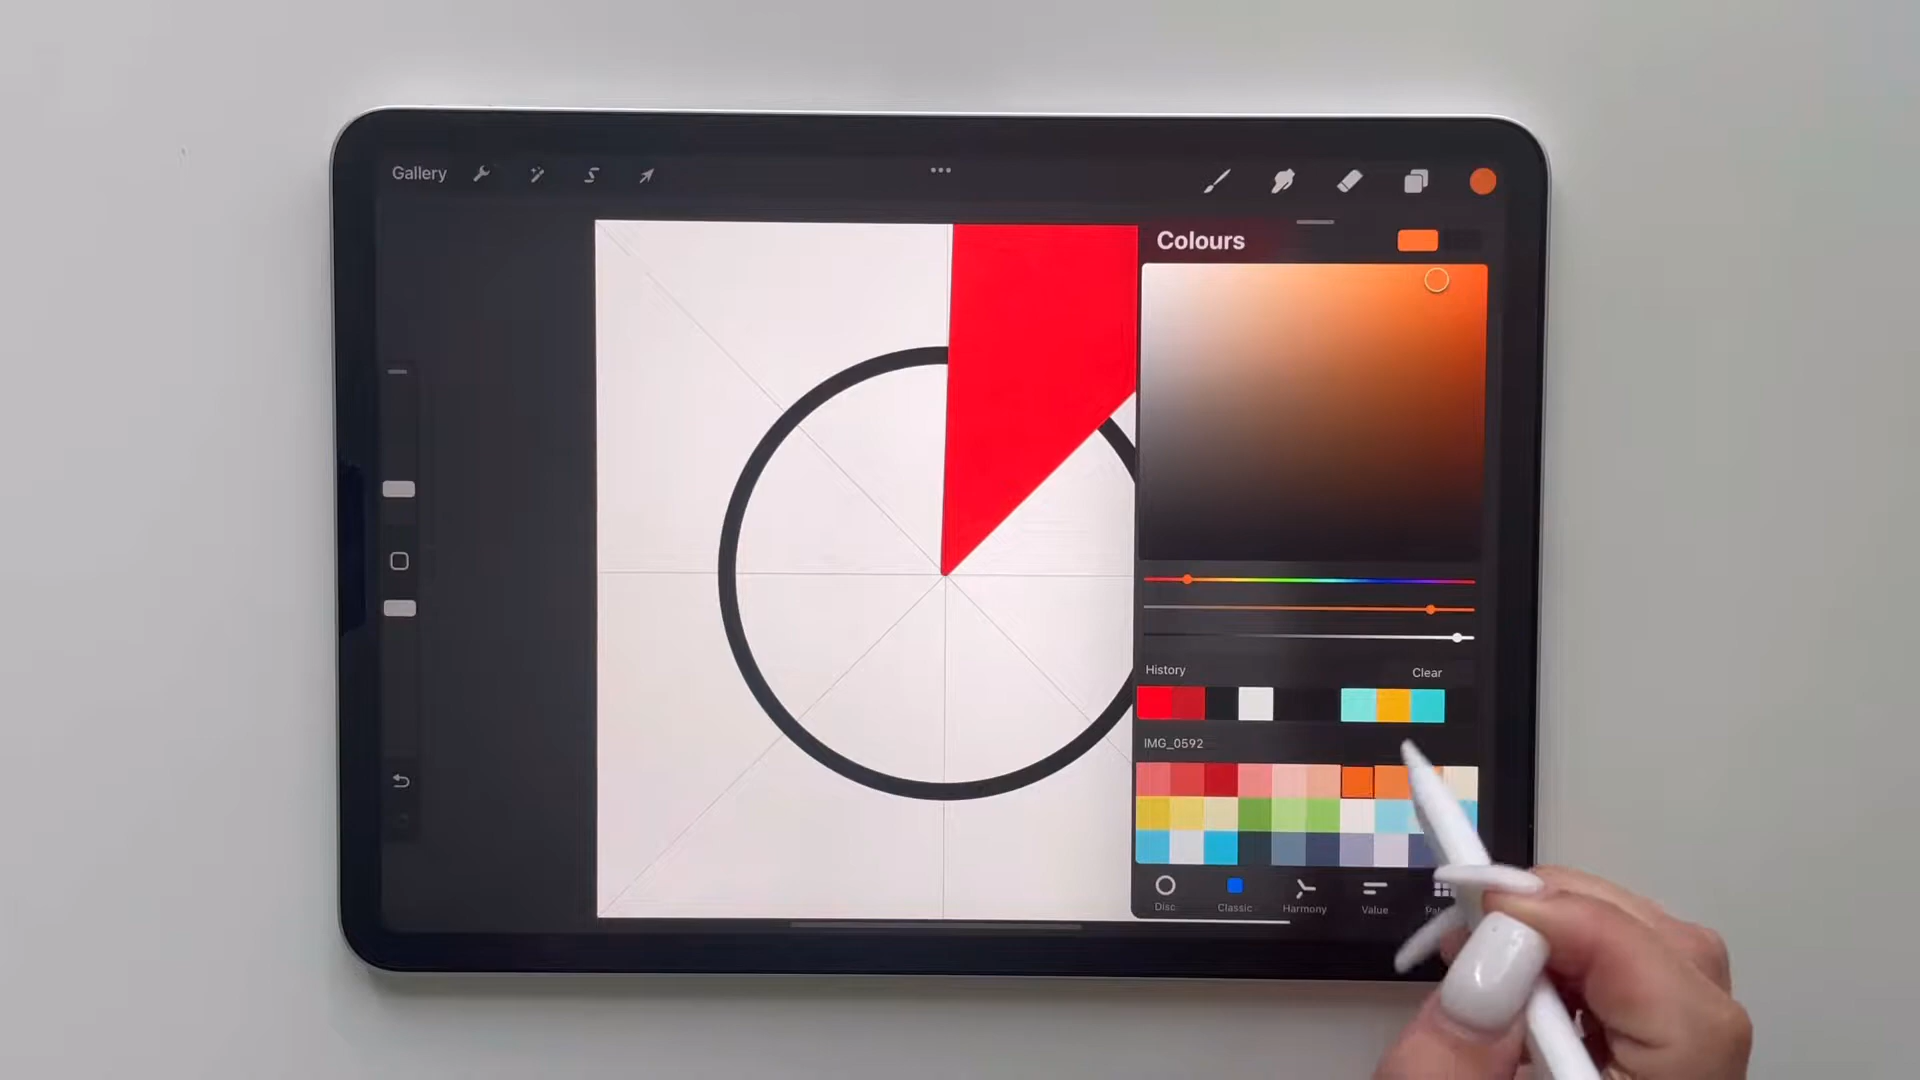 Gallery
Colours
History
Clear
IMG_0592
Disc
Classic
Harmony
Value